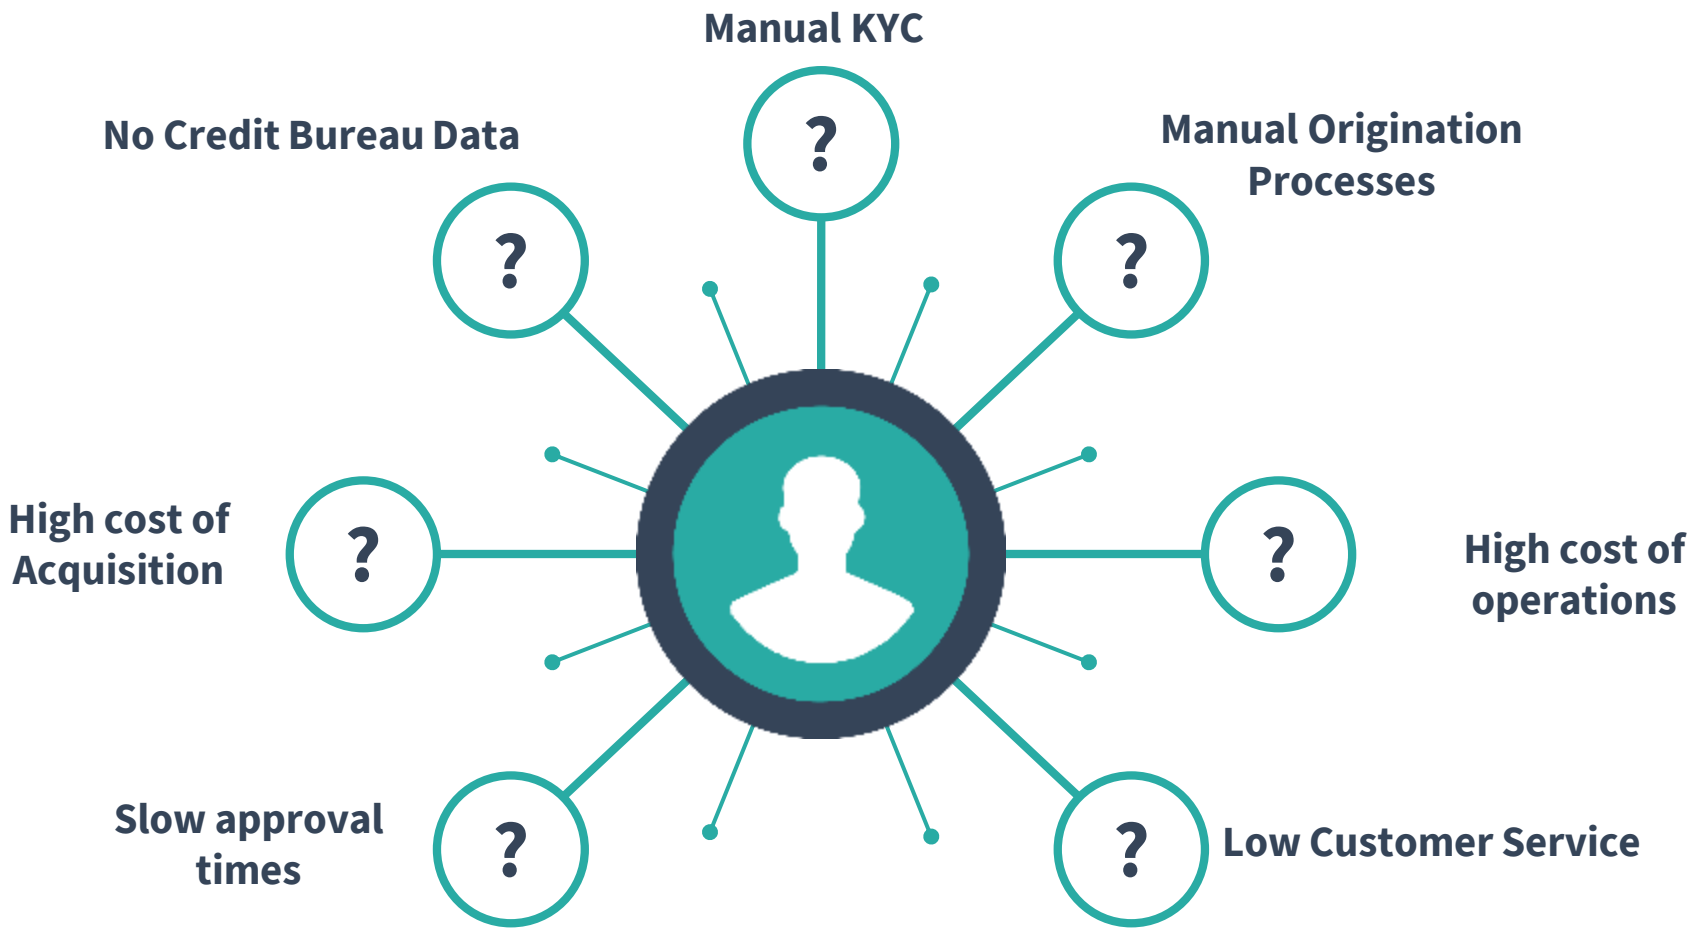 Manual KYC
?
No Credit Bureau Data
?
Manual Origination
Processes
?
High cost of
Acquisition
?
High cost of
operations
?
Slow approval
times
?
Low Customer Service
?